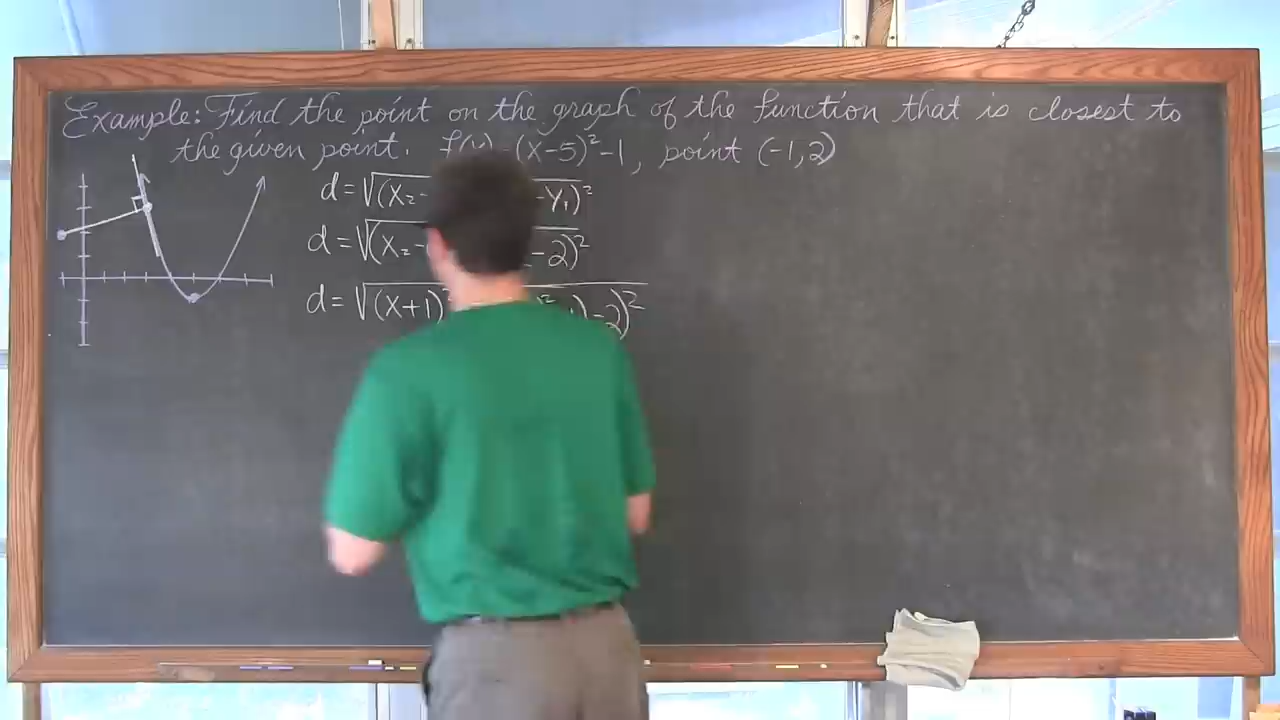 Example: Find the point on the graph of the function that is closest to
the given point. f(x) (x-5)²-1, point (-1,2)
d=√(x₂- -y₁)²
d=√(x₂- -2)²
d=√(x+1) ² )-2)²